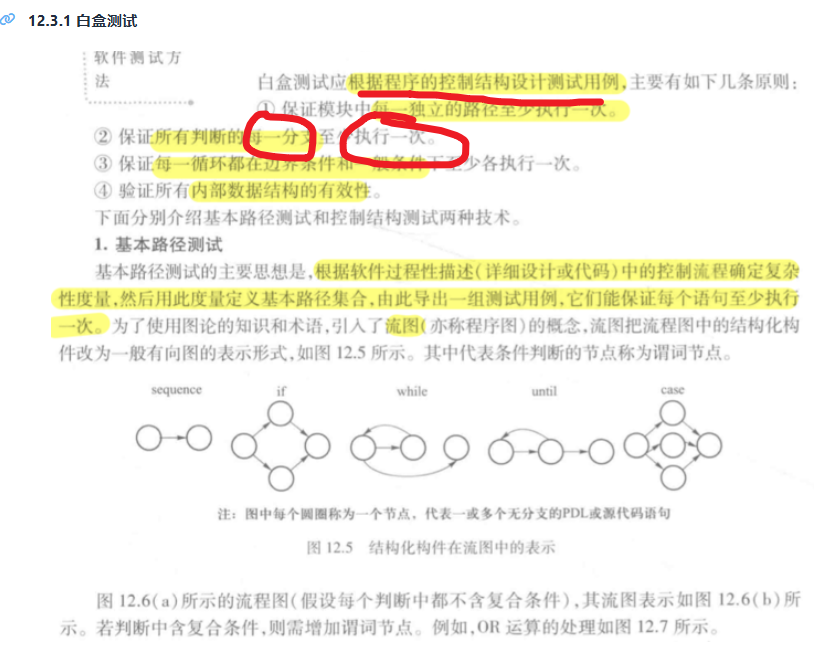 12.3.1 白盒测试
软件测试方
法
白盒测试应根据程序的控制结构设计测试用例,主要有如下几条原则:
① 保证模块中每一独立的路径至少执行一次。
② 保证所有判断的每一分支至少执行一次。
③ 保证每一循环都在边界条件和一般条件下至少各执行一次。
④ 验证所有内部数据结构的有效性。
下面分别介绍基本路径测试和控制结构测试两种技术。
1. 基本路径测试
基本路径测试的主要思想是,根据软件过程性描述(详细设计或代码)中的控制流程确定复杂
性度量,然后用此度量定义基本路径集合,由此导出一组测试用例,它们能保证每个语句至少执行
一次。为了使用图论的知识和术语,引入了流图(亦称程序图)的概念,流图把流程图中的结构化构
件改为一般有向图的表示形式,如图 12.5 所示。其中代表条件判断的节点称为谓词节点。
sequence if while until case
注：图中每个圆圈称为一个节点，代表一或多个无分支的PDL或源代码语句
图 12.5 结构化构件在流图中的表示
图 12.6(a)所示的流程图(假设每个判断中都不含复合条件),其流图表示如图 12.6(b)所
示。若判断中含复合条件,则需增加谓词节点。例如,OR 运算的处理如图 12.7 所示。